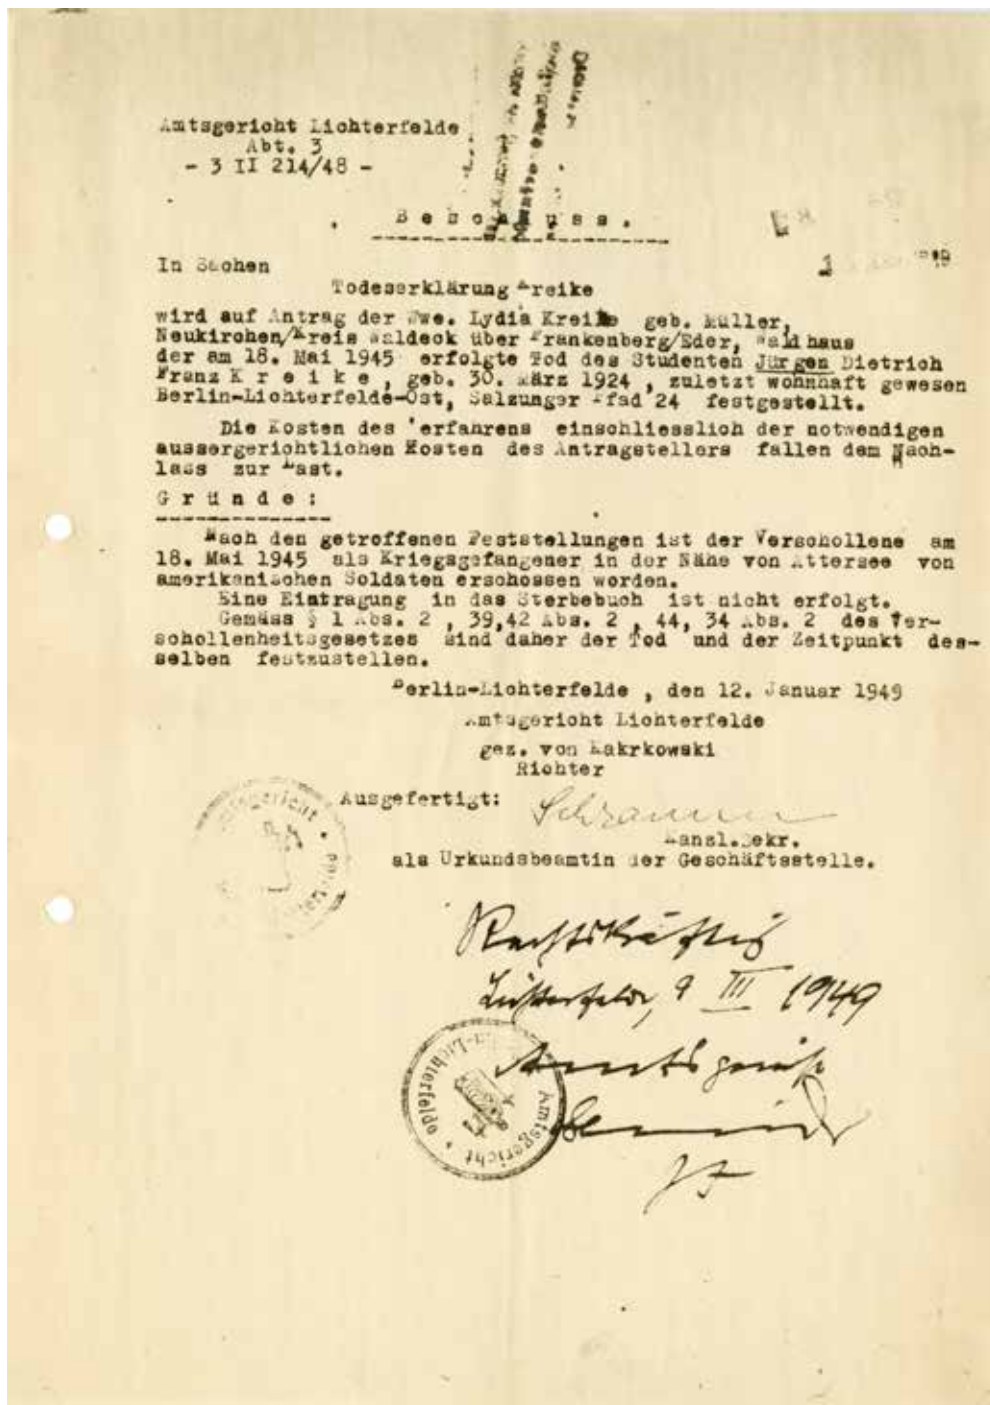 Amtsgericht Lichterfelde
Abt. 3
- 3 II 214/48 -
B e s c h l u s s .
In Sachen
Todeserklärung Kreike
wird auf Antrag der Wwe. Lydia Kreike geb. Müller,
Neukirchen/Kreis Waldeck über Frankenberg/Eder, Waldhaus
der am 18. Mai 1945 erfolgte Tod des Studenten Jürgen Dietrich
Franz K r e i k e , geb. 30. März 1924 , zuletzt wohnhaft gewesen
Berlin-Lichterfelde-Ost, Salzunger Pfad 24 festgestellt.
Die Kosten des Verfahrens einschliesslich der notwendigen
aussergerichtlichen Kosten des Antragstellers fallen dem Nach-
lass zur Last.
G r ü n d e :
Nach den getroffenen Feststellungen ist der Verschollene am
18. Mai 1945 als Kriegsgefangener in der Nähe von Attersee von
amerikanischen Soldaten erschossen worden.
Eine Eintragung in das Sterbebuch ist nicht erfolgt.
Gemäss § 1 Abs. 2 , 39,42 Abs. 2 , 44, 34 Abs. 2 des Ver-
schollenheitsgesetzes sind daher der Tod und der Zeitpunkt des-
selben festzustellen.
Berlin-Lichterfelde , den 12. Januar 1949
Amtsgericht Lichterfelde
gez. von Kakrkowski
Richter
Ausgefertigt:
Schramm
Kanzl.Sekr.
als Urkundsbeamtin der Geschäftsstelle.
Amtsgericht
Rechtskräftig
Lichterfelde, 9 III 1949
Amtsgericht
Amtsgericht Lichterfelde